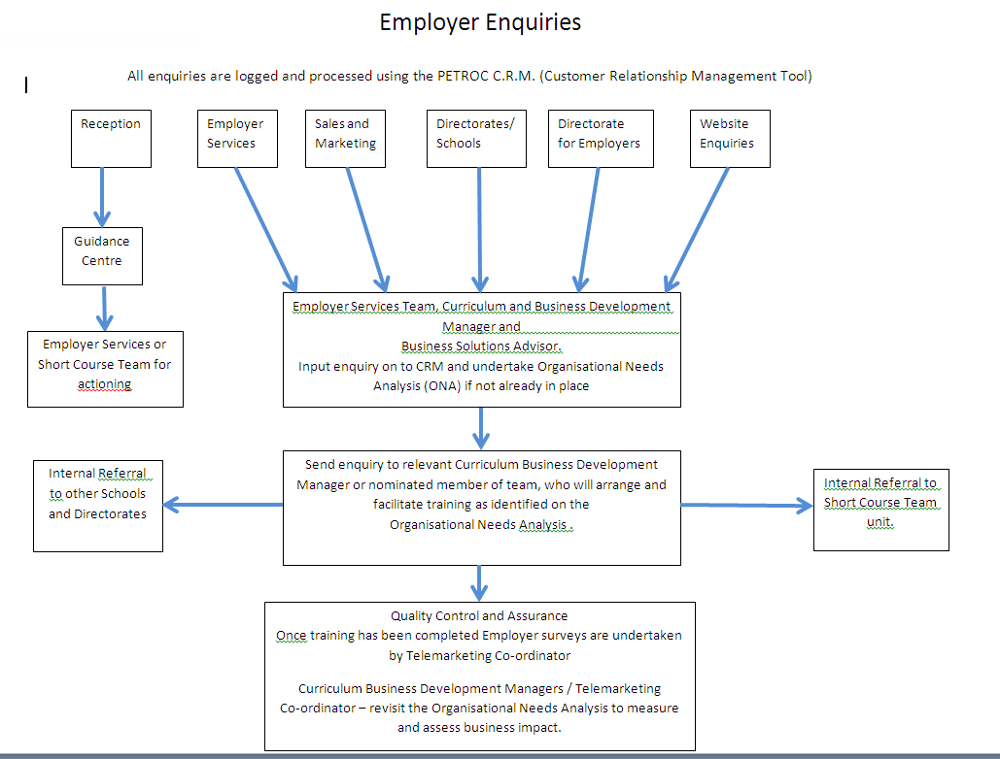 Employer Enquiries
All enquiries are logged and processed using the PETROC C.R.M. (Customer Relationship Management Tool)
Reception
Employer
Services
Sales and
Marketing
Directorates/
Schools
Directorate
for Employers
Website
Enquiries
Guidance
Centre
Employer Services or
Short Course Team for
actioning
Employer Services Team, Curriculum and Business Development
Manager and
Business Solutions Advisor.
Input enquiry on to CRM and undertake Organisational Needs
Analysis (ONA) if not already in place
Internal Referral
to other Schools
and Directorates
Send enquiry to relevant Curriculum Business Development
Manager or nominated member of team, who will arrange and
facilitate training as identified on the
Organisational Needs Analysis .
Internal Referral to
Short Course Team
unit.
Quality Control and Assurance
Once training has been completed Employer surveys are undertaken
by Telemarketing Co-ordinator
Curriculum Business Development Managers / Telemarketing
Co-ordinator – revisit the Organisational Needs Analysis to measure
and assess business impact.